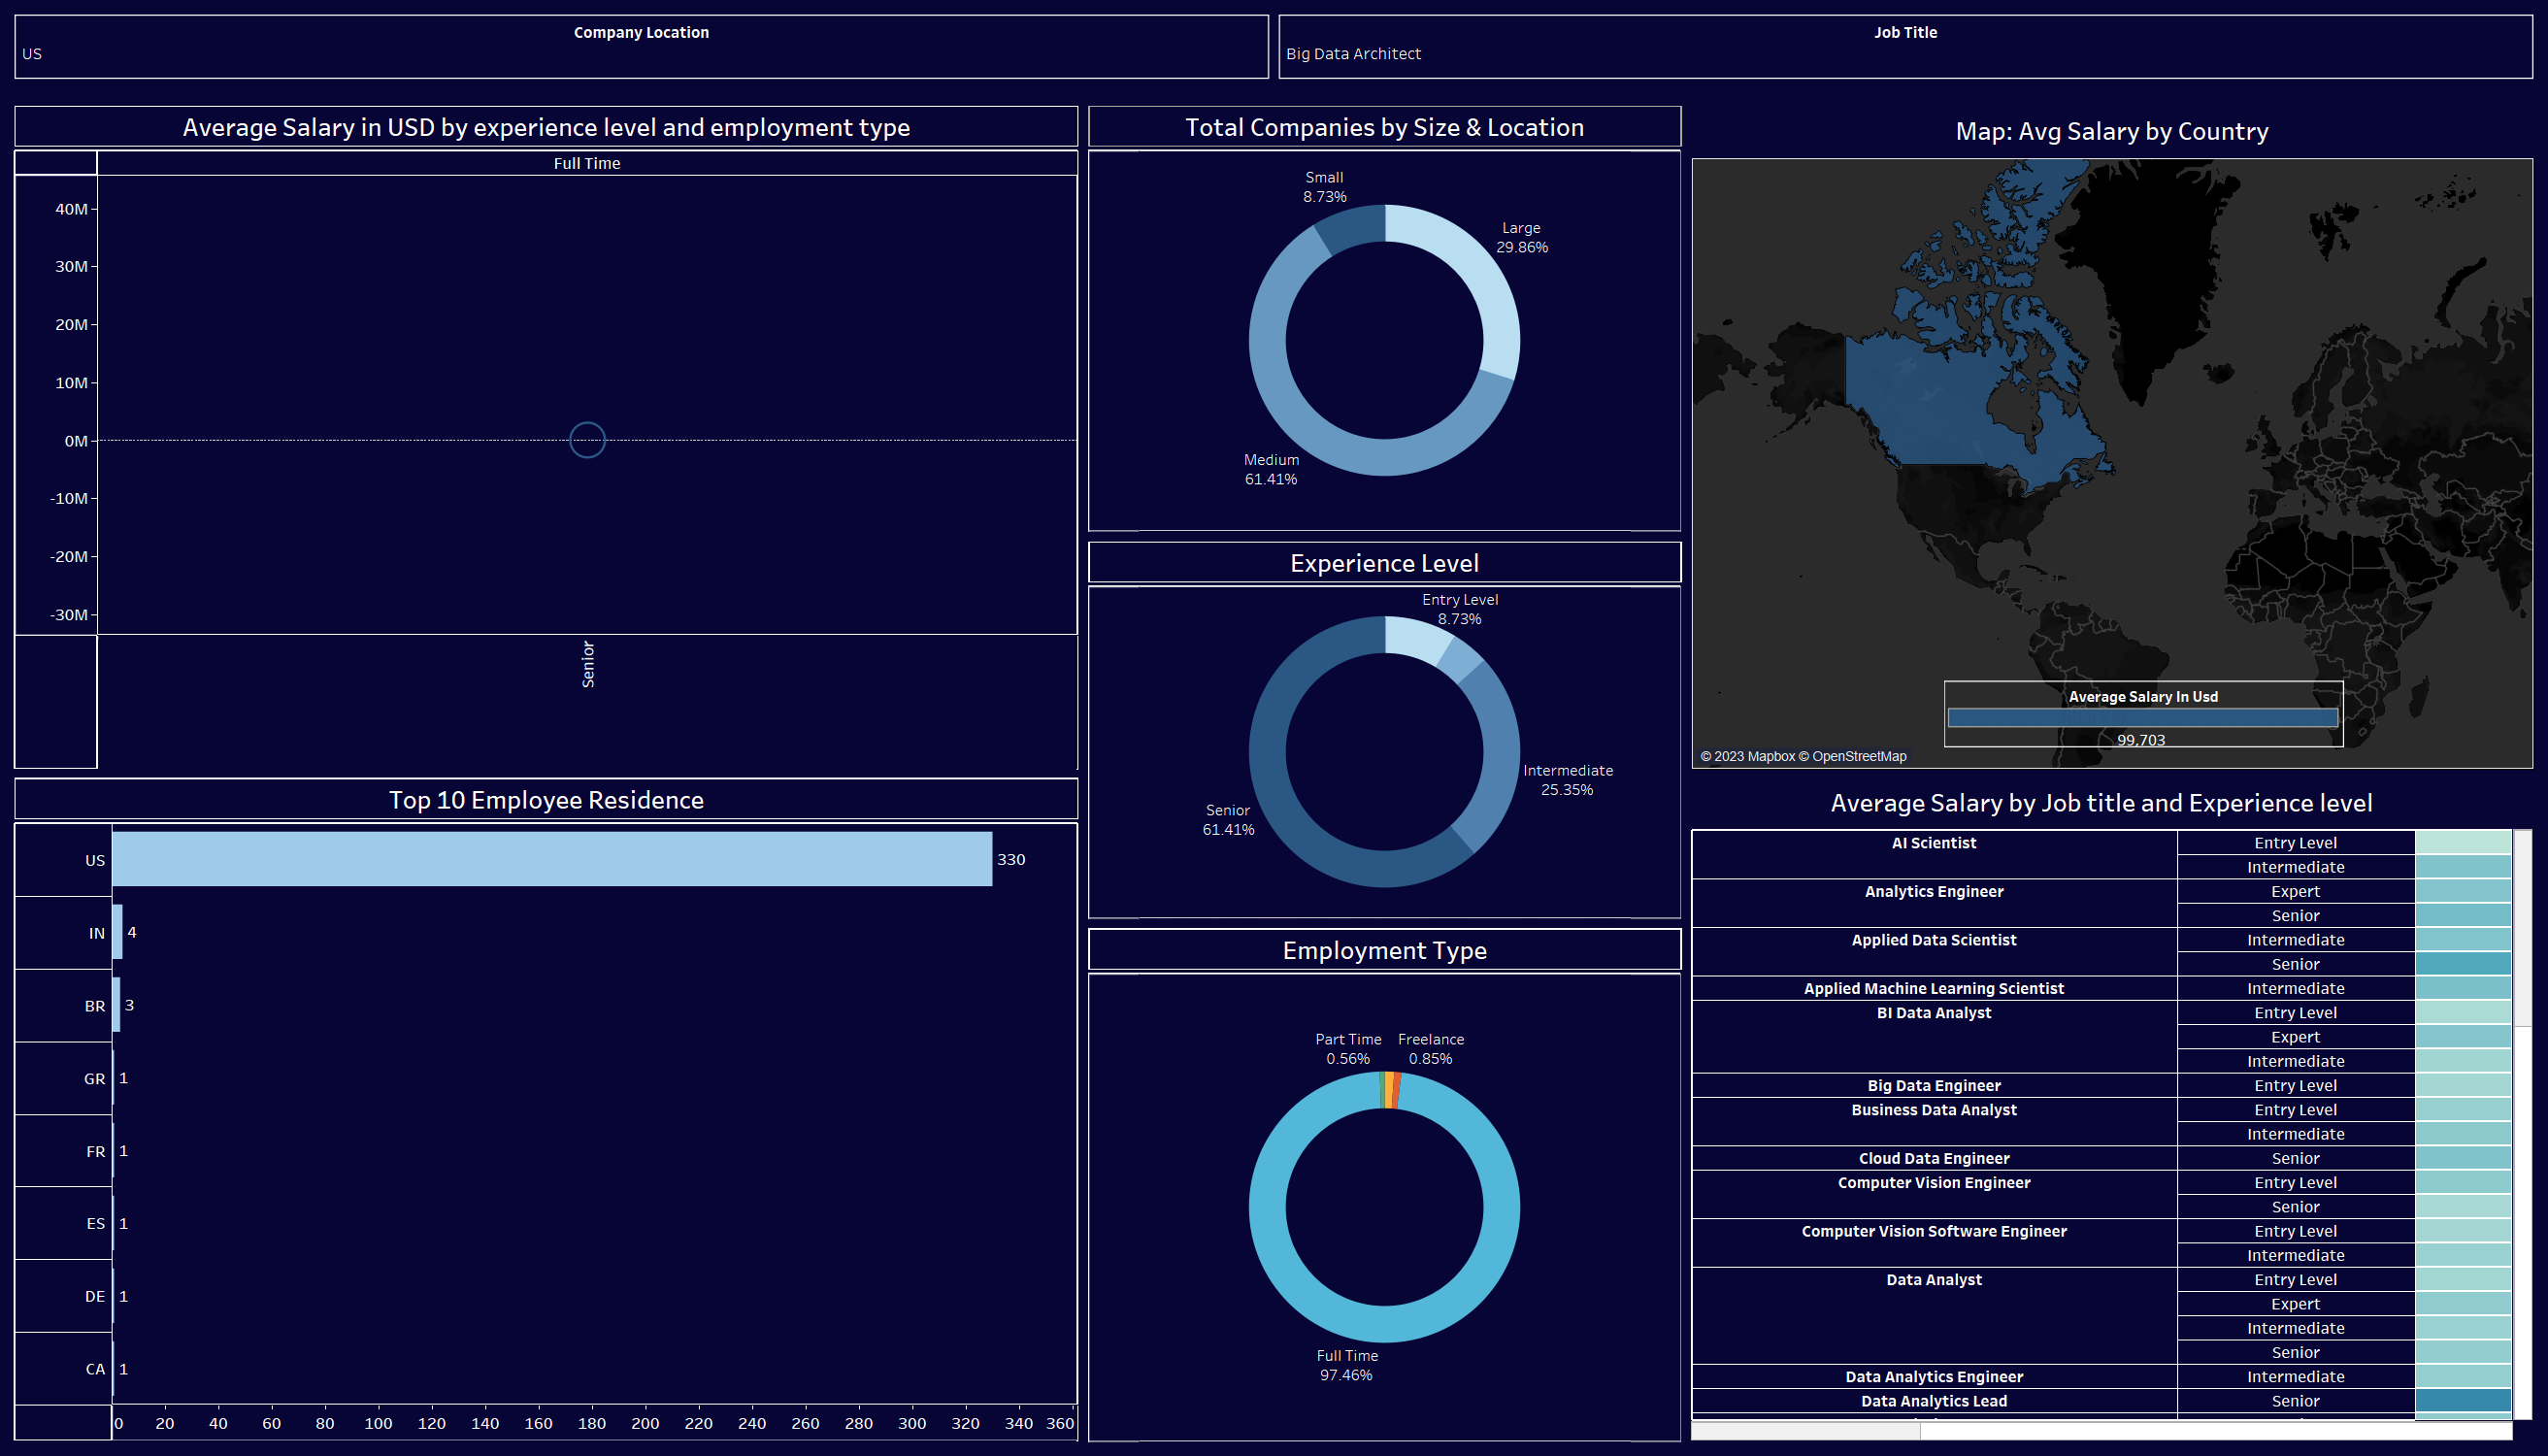 Company Location
US
Job Title
Big Data Architect
Average Salary in USD by experience level and employment type
Full Time
40M
30M
20M
10M
0M
-10M
-20M
-30M
Senior
Total Companies by Size & Location
Small
8.73%
Large
29.86%
Medium
61.41%
Experience Level
Entry Level
8.73%
Intermediate
25.35%
Senior
61.41%
Employment Type
Part Time
0.56%
Freelance
0.85%
Full Time
97.46%
Map: Avg Salary by Country
Average Salary In Usd
99,703
© 2023 Mapbox © OpenStreetMap
Top 10 Employee Residence
US 330
IN 4
BR 3
GR 1
FR 1
ES 1
DE 1
CA 1
0 20 40 60 80 100 120 140 160 180 200 220 240 260 280 300 320 340 360
Average Salary by Job title and Experience level
AI Scientist Entry Level
Intermediate
Analytics Engineer Expert
Senior
Applied Data Scientist Intermediate
Senior
Applied Machine Learning Scientist Intermediate
BI Data Analyst Entry Level
Expert
Intermediate
Big Data Engineer Entry Level
Business Data Analyst Entry Level
Intermediate
Cloud Data Engineer Senior
Computer Vision Engineer Entry Level
Senior
Computer Vision Software Engineer Entry Level
Intermediate
Data Analyst Entry Level
Expert
Intermediate
Senior
Data Analytics Engineer Intermediate
Data Analytics Lead Senior